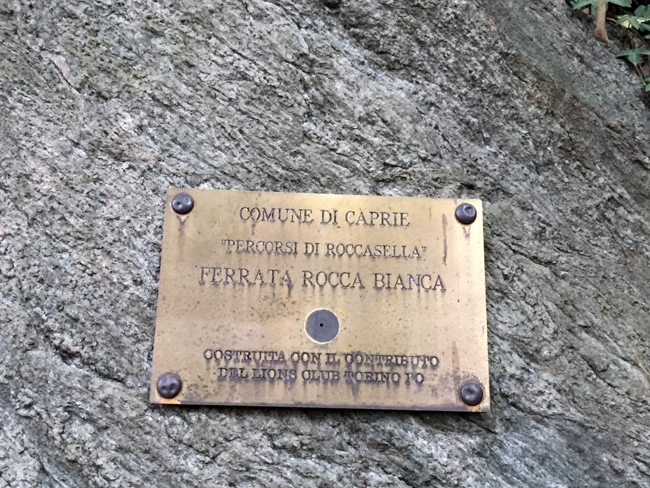 COMUNE DI CAPRIE
"PERCORSI DI ROCCASELLA"
FERRATA ROCCA BIANCA
COSTRUITA CON IL CONTRIBUTO
DEL LIONS CLUB TORINO PO